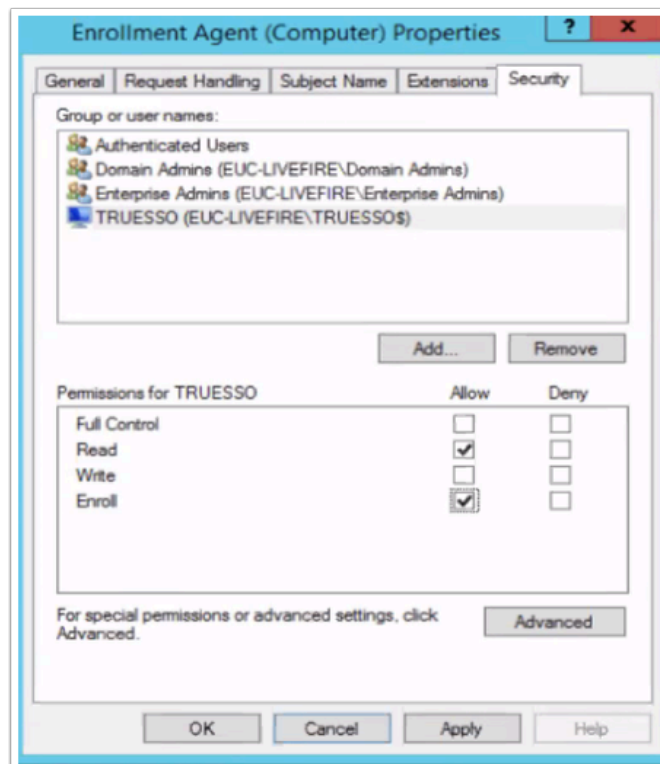 Enrollment Agent (Computer) Properties ? x
General Request Handling Subject Name Extensions Security
Group or user names:
Authenticated Users
Domain Admins (EUC-LIVEFIRE\Domain Admins)
Enterprise Admins (EUC-LIVEFIRE\Enterprise Admins)
TRUESSO (EUC-LIVEFIRE\TRUESSO$)
Add... Remove
Permissions for TRUESSO Allow Deny
Full Control
Read
Write
Enroll
For special permissions or advanced settings, click
Advanced. Advanced
OK Cancel Apply Help